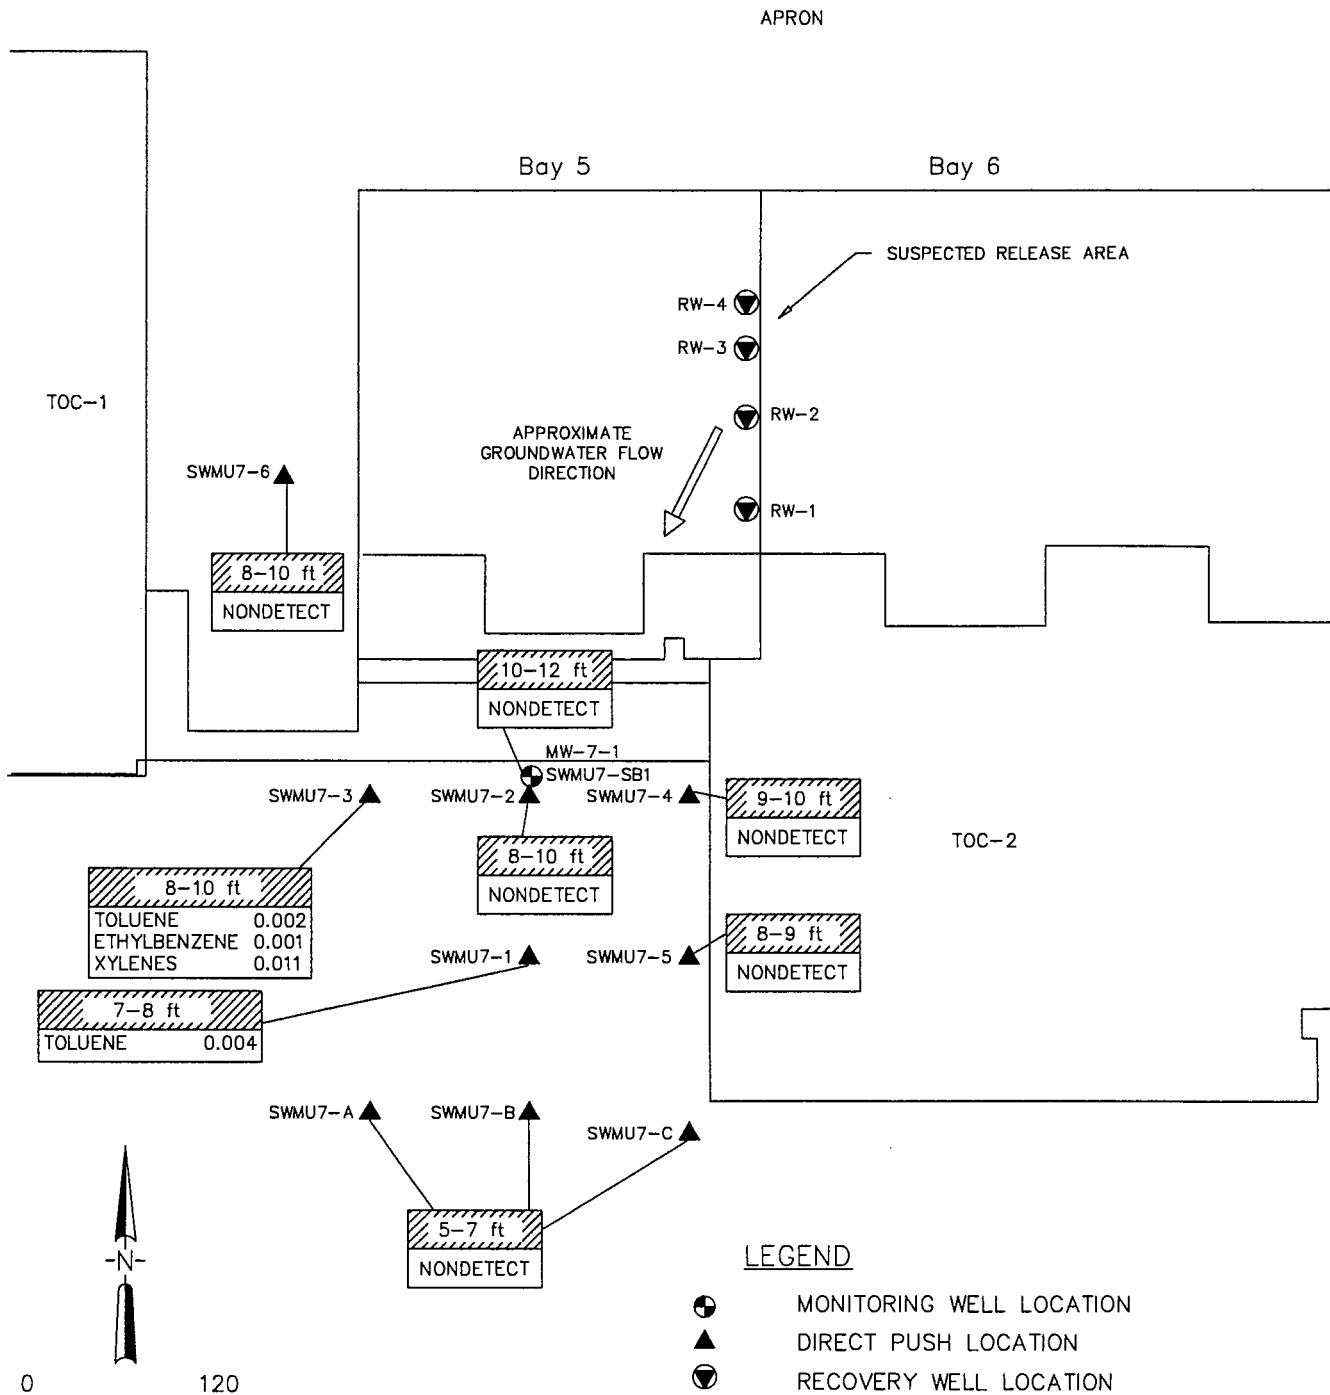 APRON
Bay 5
Bay 6
SUSPECTED RELEASE AREA
RW-4
RW-3
RW-2
RW-1
TOC-1
APPROXIMATE
GROUNDWATER FLOW
DIRECTION
SWMU7-6
8-10 ft
NONDETECT
10-12 ft
NONDETECT
MW-7-1
SWMU7-SB1
SWMU7-3
SWMU7-2
SWMU7-4
9-10 ft
NONDETECT
TOC-2
8-10 ft
NONDETECT
8-10 ft
TOLUENE 0.002
ETHYLBENZENE 0.001
XYLENES 0.011
SWMU7-1
SWMU7-5
8-9 ft
NONDETECT
7-8 ft
TOLUENE 0.004
SWMU7-A
SWMU7-B
SWMU7-C
5-7 ft
NONDETECT
-N-
0 120
LEGEND
MONITORING WELL LOCATION
DIRECT PUSH LOCATION
RECOVERY WELL LOCATION